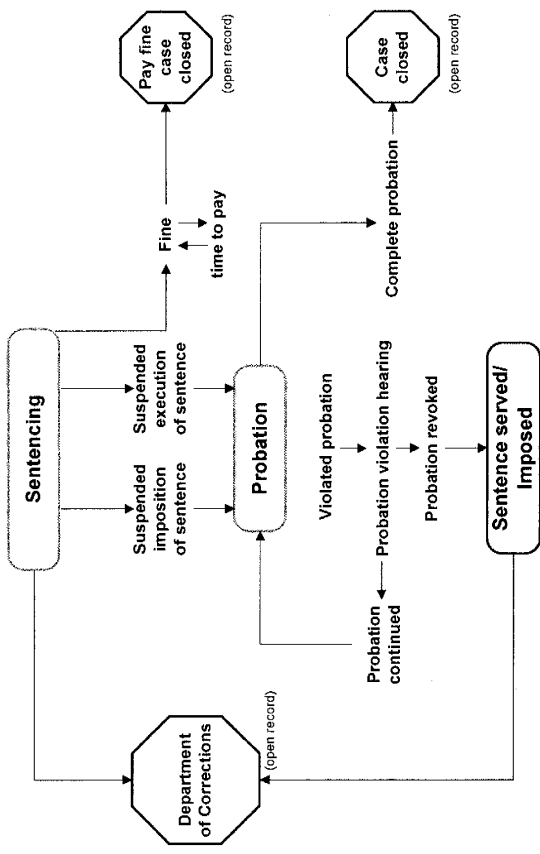 Sentencing
Department
of Corrections
(open record)
Suspended
imposition
of sentence
Suspended
execution
of sentence
Fine
time to pay
Pay fine
case
closed
(open record)
Probation
Violated probation
Probation violation hearing
Probation
continued
Probation revoked
Complete probation
Case
closed
(open record)
Sentence served/
Imposed